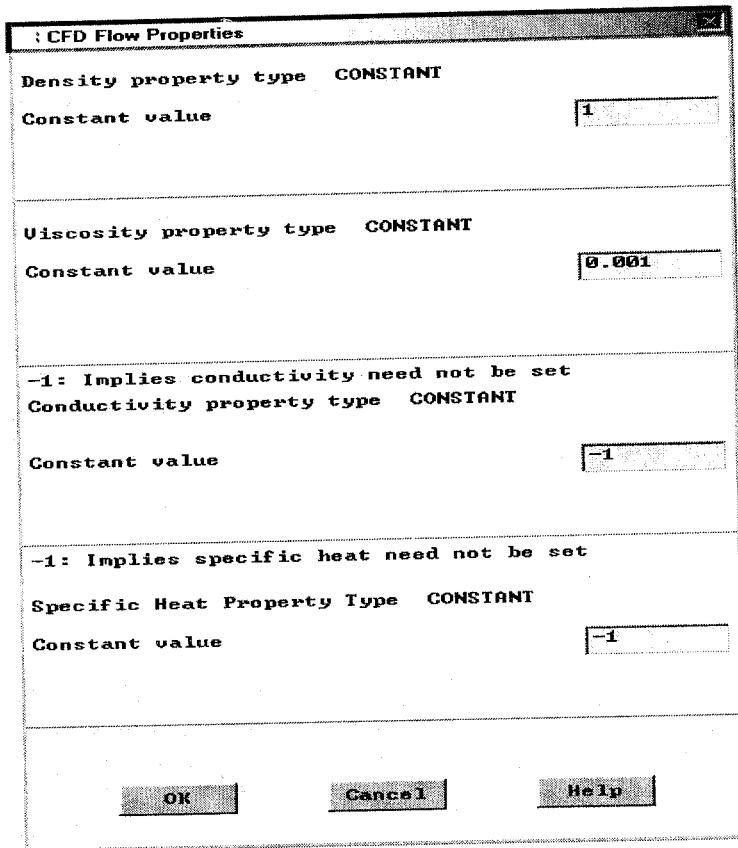 : CFD Flow Properties
Density property type CONSTANT
Constant value 1
Viscosity property type CONSTANT
Constant value 0.001
-1: Implies conductivity need not be set
Conductivity property type CONSTANT
Constant value -1
-1: Implies specific heat need not be set
Specific Heat Property Type CONSTANT
Constant value -1
OK Cancel Help